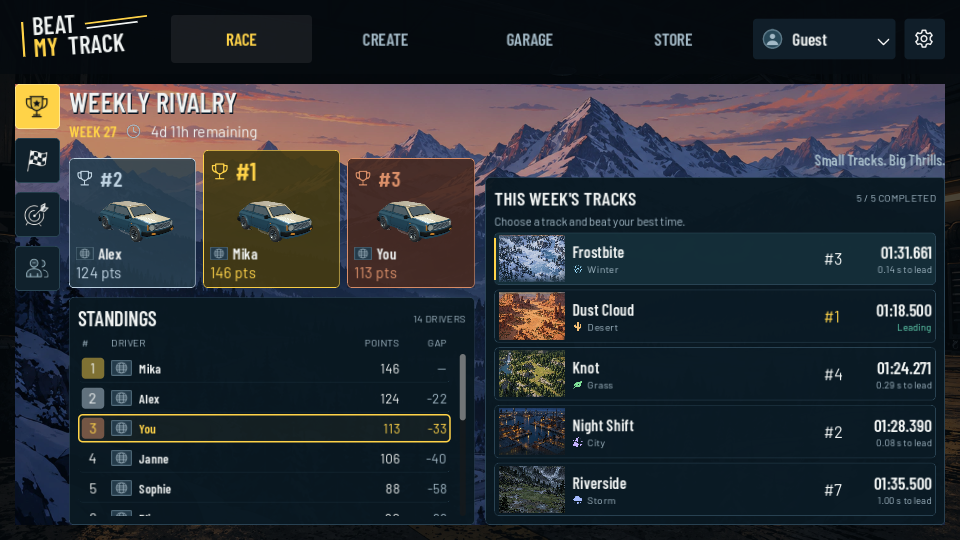 BEAT
MY TRACK
RACE
CREATE
GARAGE
STORE
Guest
WEEKLY RIVALRY
WEEK 27 4d 11h remaining
Small Tracks. Big Thrills.
#2
Alex
124 pts
#1
Mika
146 pts
#3
You
113 pts
STANDINGS 14 DRIVERS
# DRIVER POINTS GAP
1 Mika 146 –
2 Alex 124 -22
3 You 113 -33
4 Janne 106 -40
5 Sophie 88 -58
THIS WEEK'S TRACKS 5 / 5 COMPLETED
Choose a track and beat your best time.
Frostbite #3 01:31.661
Winter 0.14 s to lead
Dust Cloud #1 01:18.500
Desert Leading
Knot #4 01:24.271
Grass 0.29 s to lead
Night Shift #2 01:28.390
City 0.08 s to lead
Riverside #7 01:35.500
Storm 1.00 s to lead